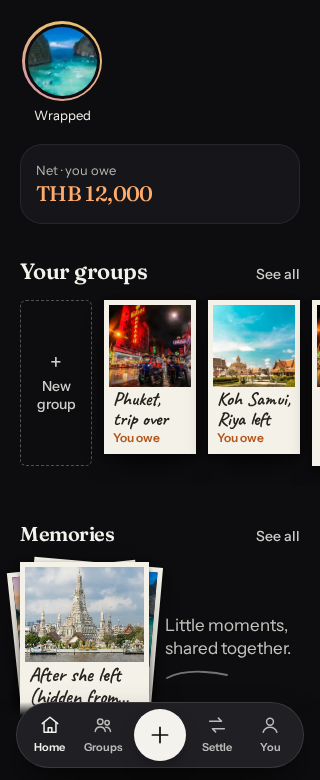 Wrapped
Net · you owe
THB 12,000
Your groups
See all
+
New
group
Phuket,
trip over
You owe
Koh Samui,
Riya left
You owe
Memories
See all
Little moments,
shared together.
After she left
(hidden from...
Home
Groups
+
Settle
You